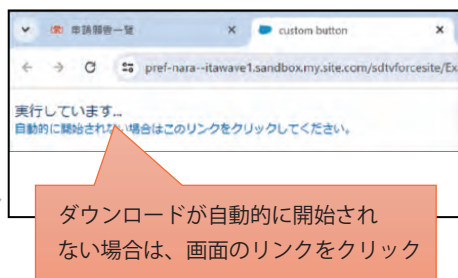 申請報告一覧
custom button
pref-nara--itawave1.sandbox.my.site.com/sdtvforcesite/Ex
実行しています...
自動的に開始されない場合はこのリンクをクリックしてください。
ダウンロードが自動的に開始され
ない場合は、画面のリンクをクリック